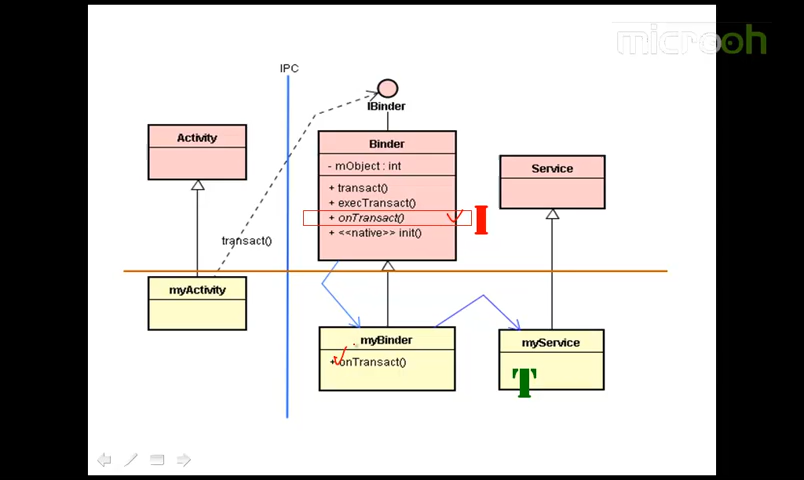 microoh
IPC
IBinder
Activity
Binder
- mObject : int
+ transact()
+ execTransact()
+ onTransact()
+ <<native>> init()
I
Service
transact()
myActivity
myBinder
+ onTransact()
myService
T